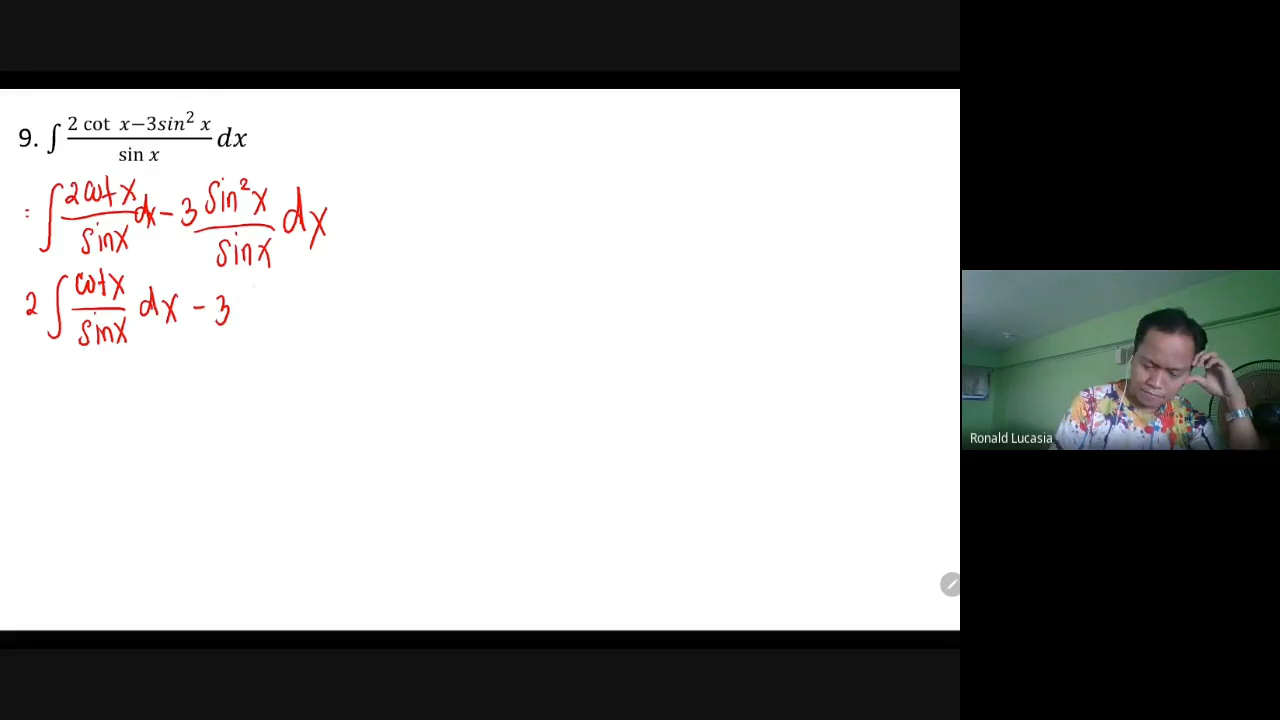 9. ∫ (2 cot x−3sin² x)/(sin x) dx
= ∫ (2cot x)/(sin x) dx − 3 (sin² x)/(sin x) dx
2 ∫ (cot x)/(sin x) dx − 3
Ronald Lucasia